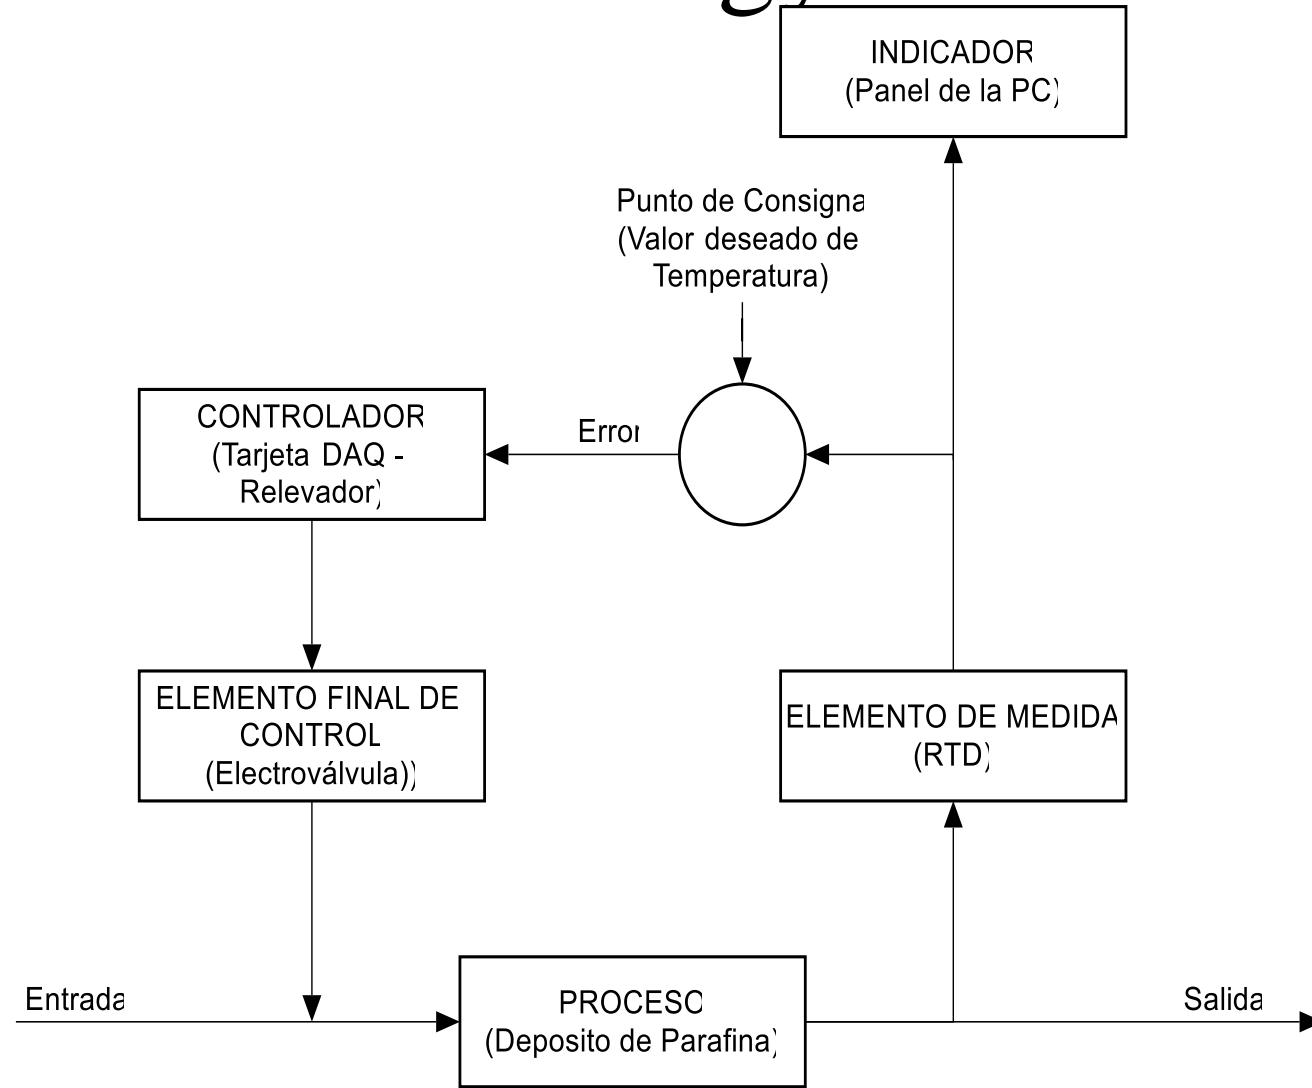 INDICADOR
(Panel de la PC)
Punto de Consigna
(Valor deseado de
Temperatura)
CONTROLADOR
(Tarjeta DAQ -
Relevador)
Error
ELEMENTO FINAL DE
CONTROL
(Electroválvula))
ELEMENTO DE MEDIDA
(RTD)
Entrada
PROCESO
(Deposito de Parafina)
Salida